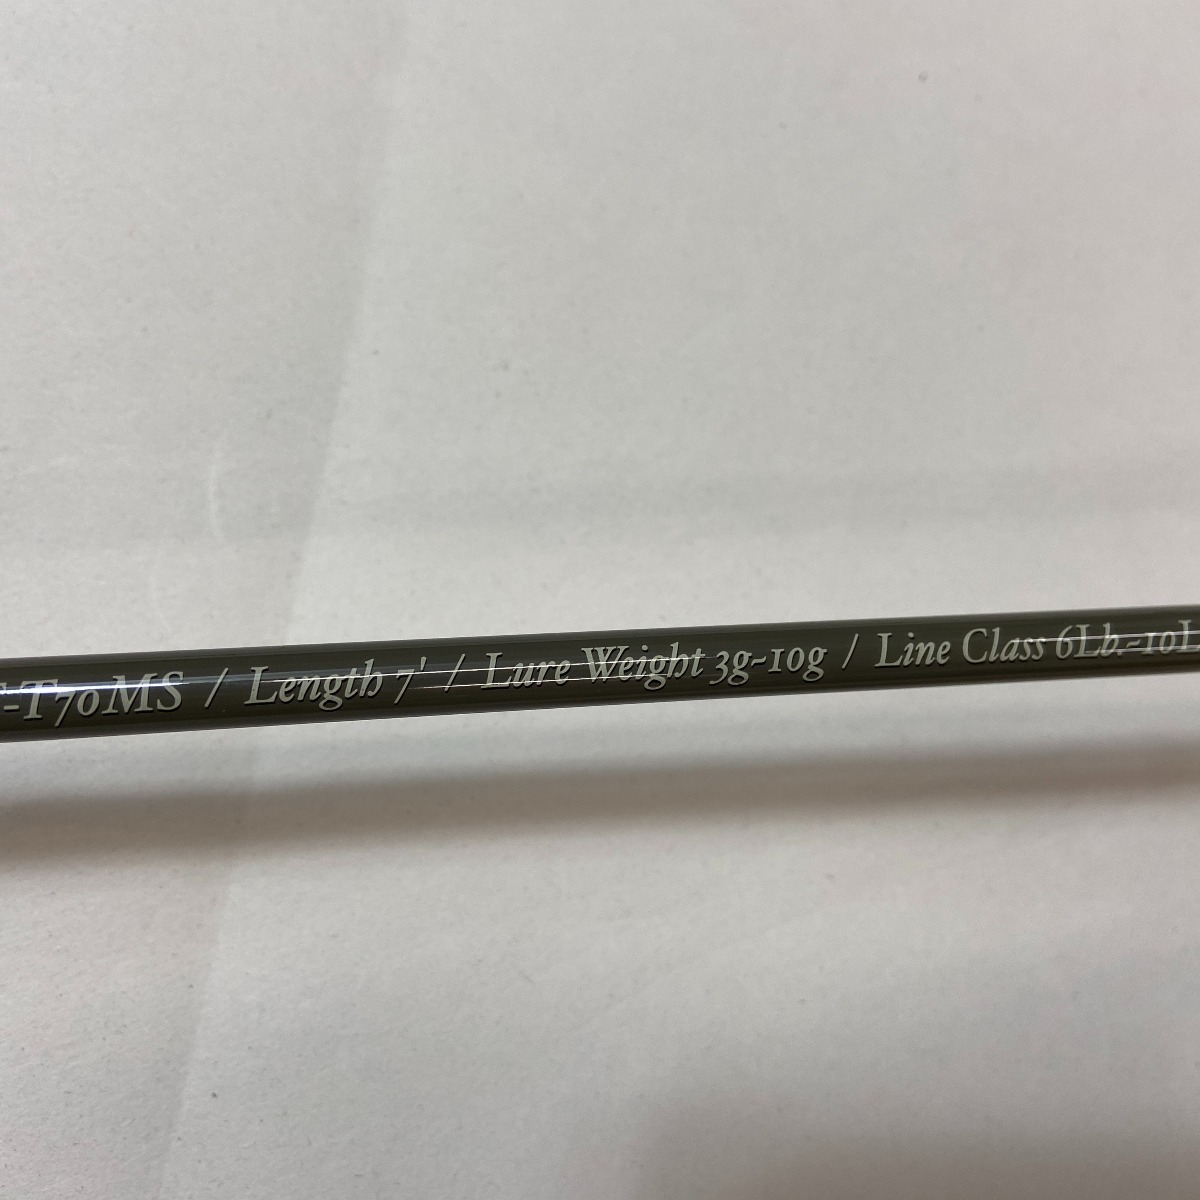 -T70MS / Length 7' / Lure Weight 3g-10g / Line Class 6Lb.-10L